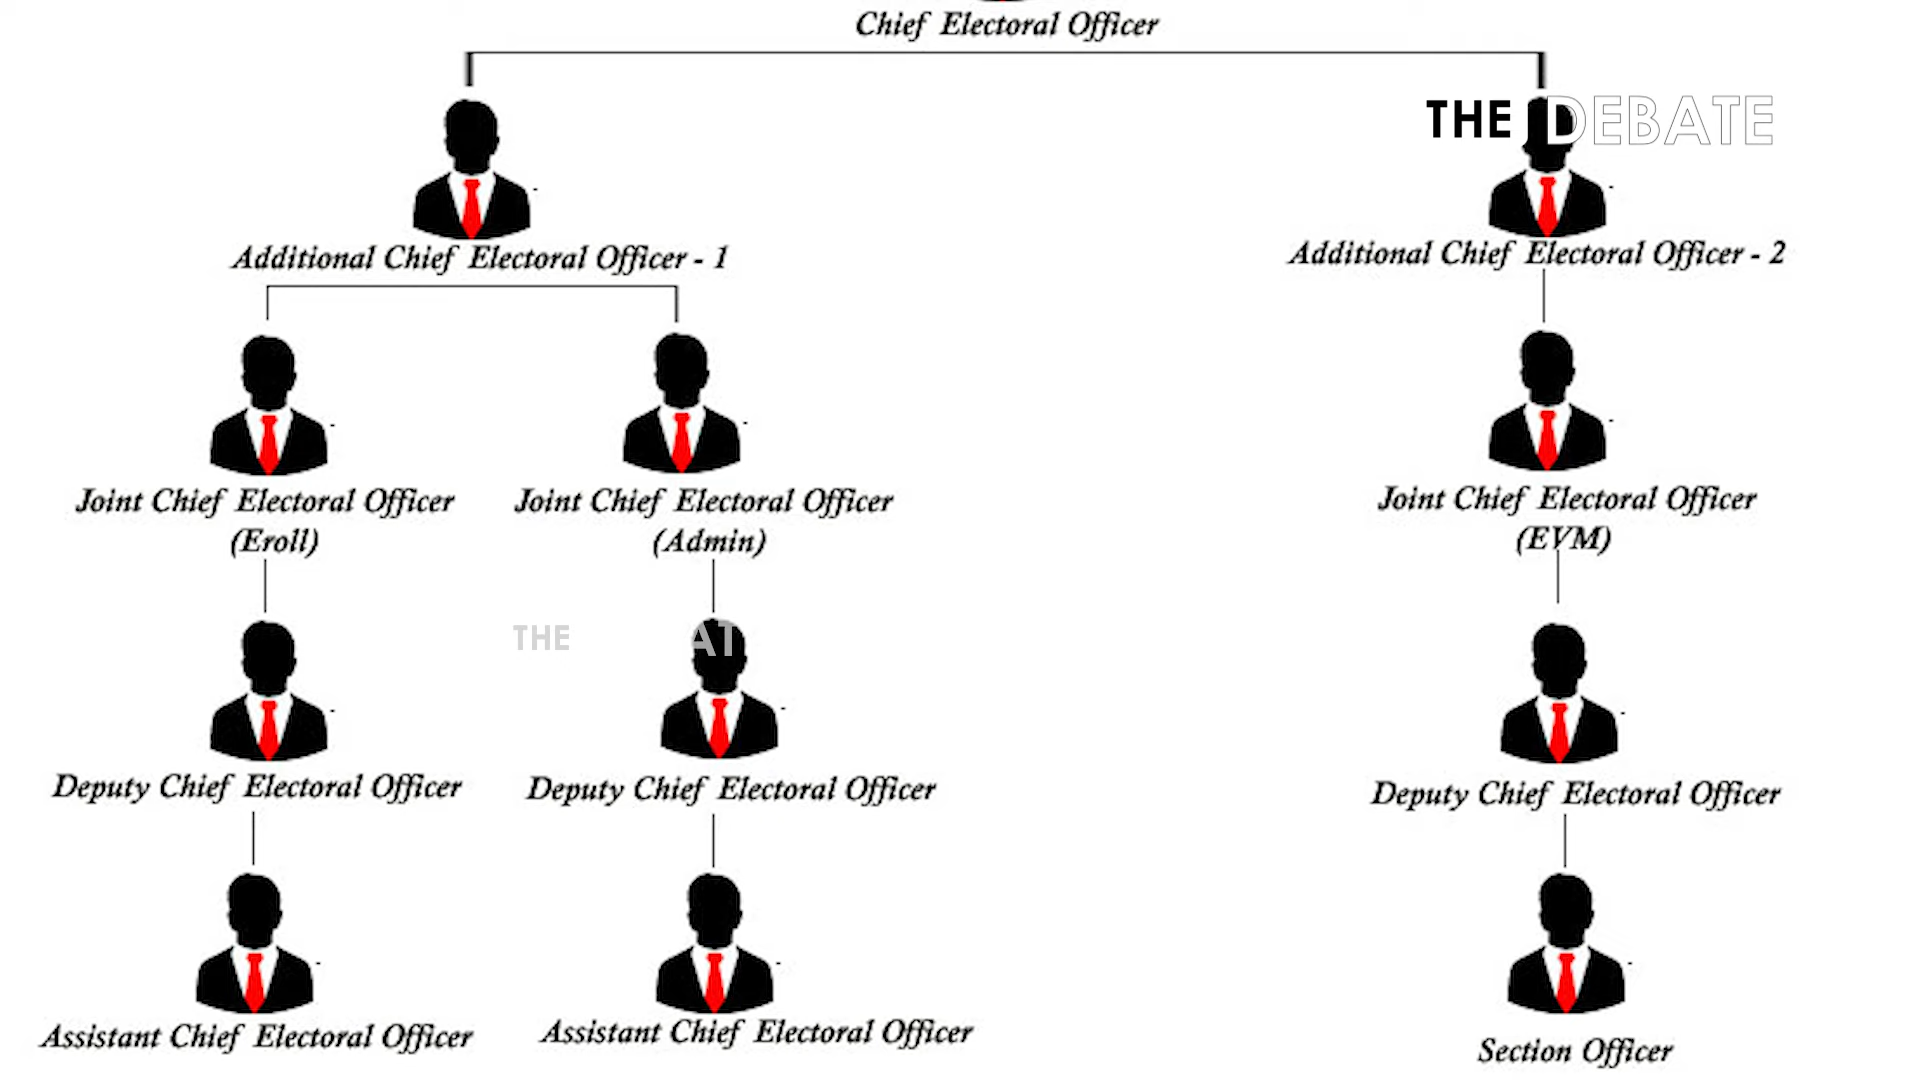 Chief Electoral Officer
THE DEBATE
Additional Chief Electoral Officer - 1
Additional Chief Electoral Officer - 2
Joint Chief Electoral Officer
(Eroll)
Joint Chief Electoral Officer
(Admin)
Joint Chief Electoral Officer
(EVM)
THE
Deputy Chief Electoral Officer
Deputy Chief Electoral Officer
Deputy Chief Electoral Officer
Assistant Chief Electoral Officer
Assistant Chief Electoral Officer
Section Officer